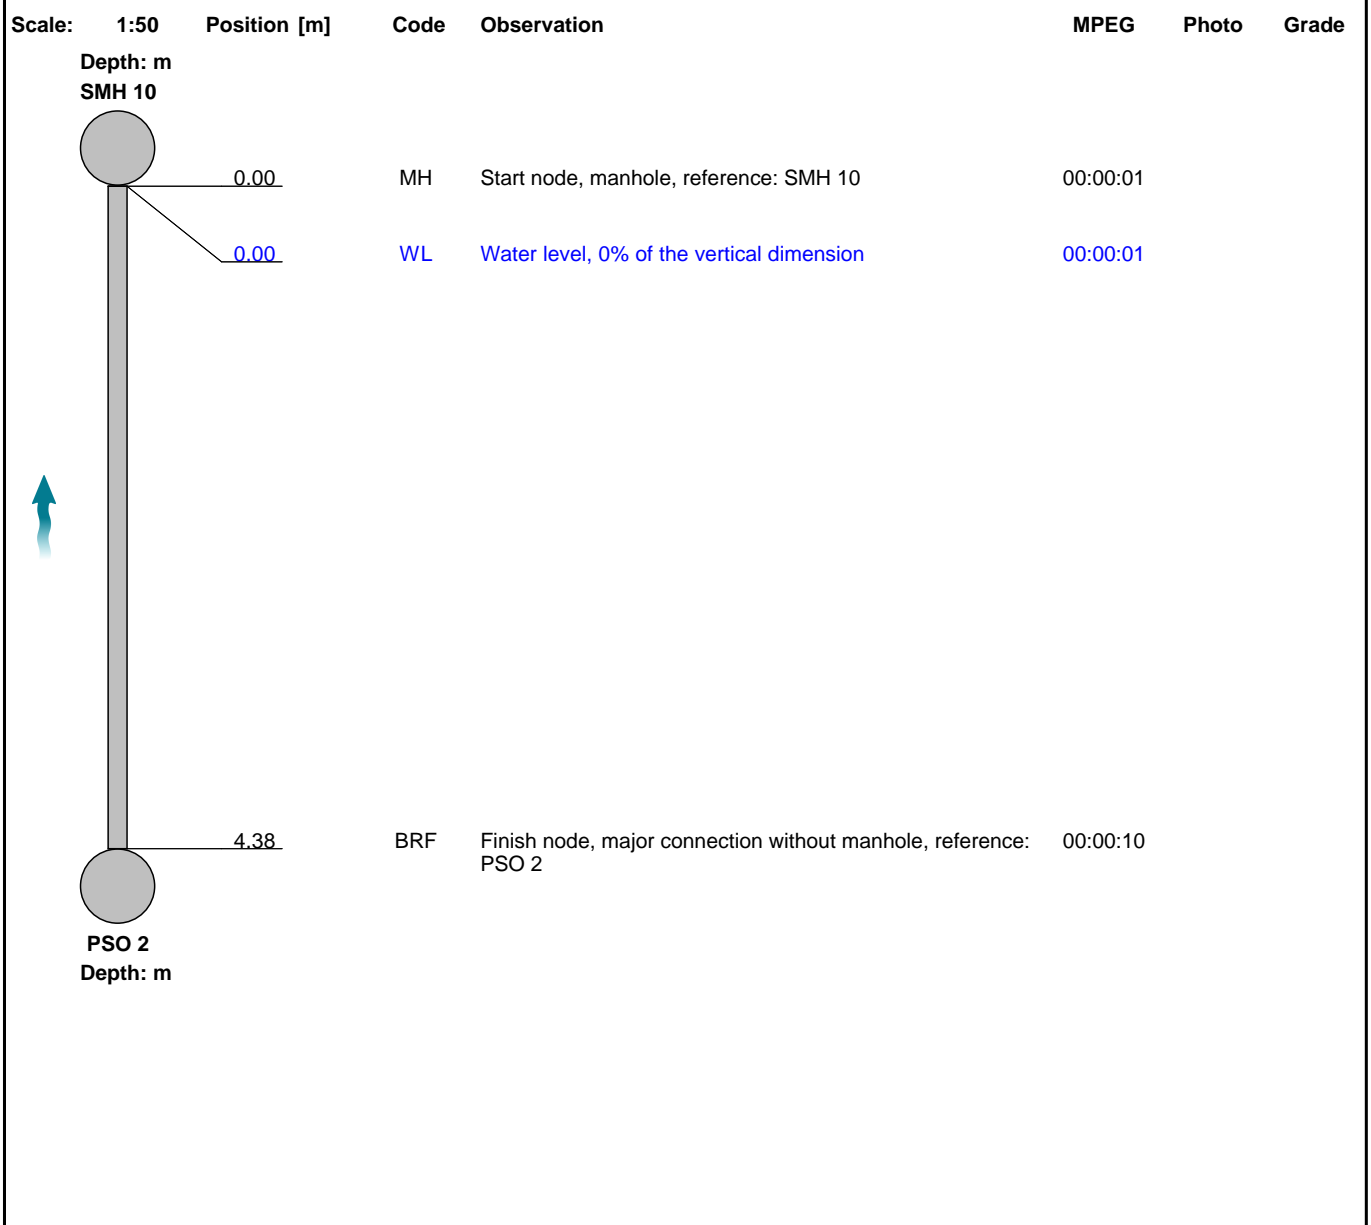 Scale: 1:50 Position [m] Code Observation MPEG Photo Grade
Depth: m
SMH 10
0.00 MH Start node, manhole, reference: SMH 10 00:00:01
0.00 WL Water level, 0% of the vertical dimension 00:00:01
4.38 BRF Finish node, major connection without manhole, reference: 00:00:10
PSO 2
PSO 2
Depth: m